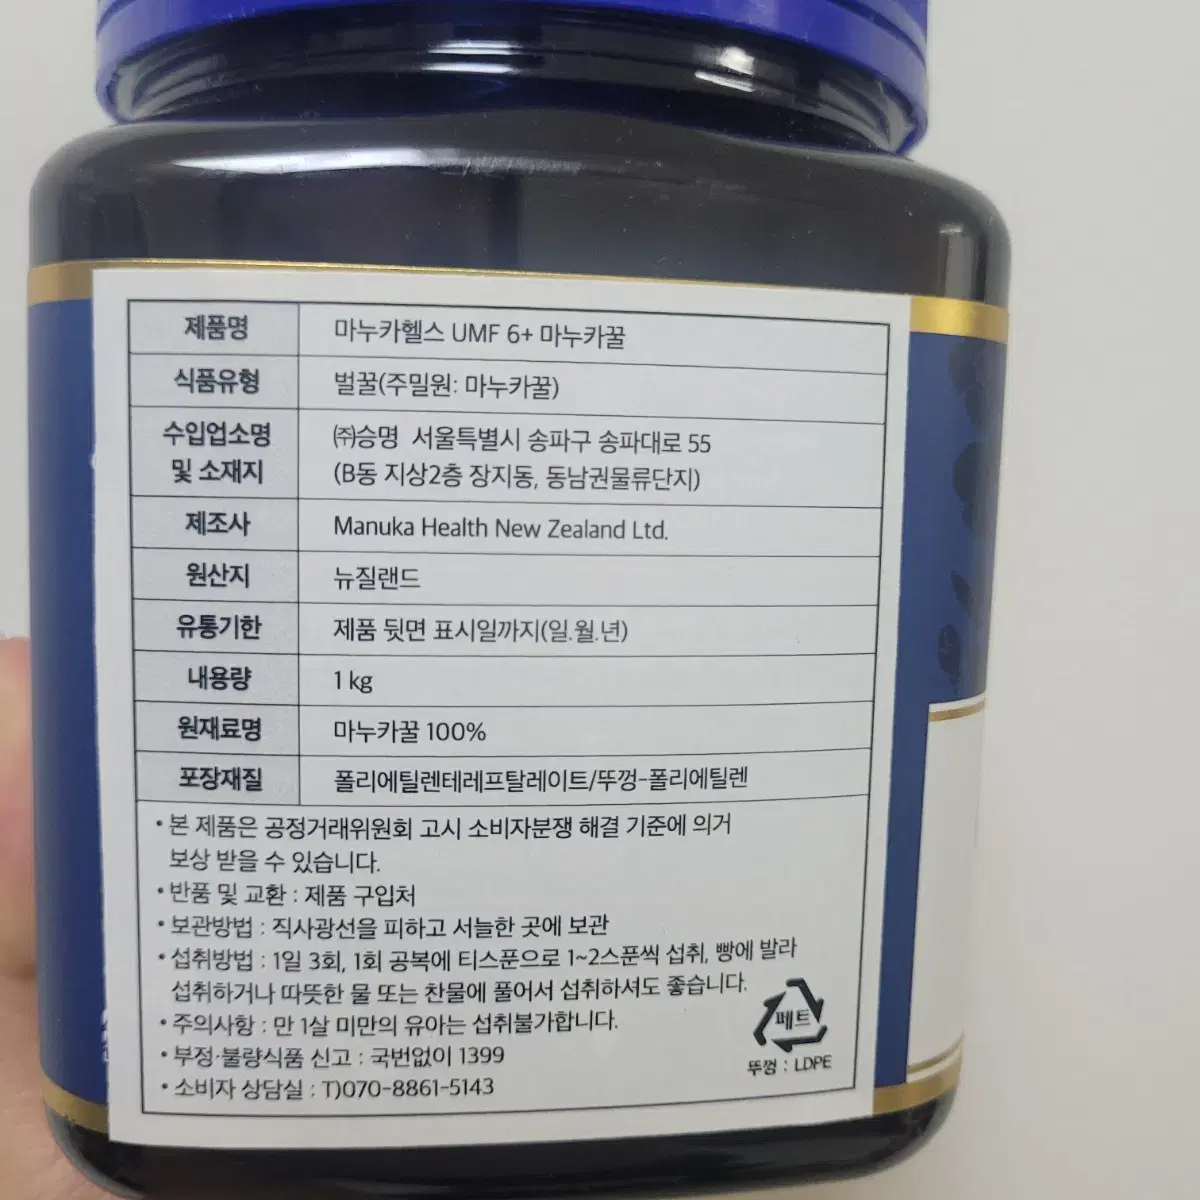 제품명 마누카헬스 UMF 6+ 마누카꿀
식품유형 벌꿀(주밀원: 마누카꿀)
수입업소명 ㈜승명 서울특별시 송파구 송파대로 55
및 소재지 (B동 지상2층 장지동, 동남권물류단지)
제조사 Manuka Health New Zealand Ltd.
원산지 뉴질랜드
유통기한 제품 뒷면 표시일까지(일.월.년)
내용량 1 kg
원재료명 마누카꿀 100%
포장재질 폴리에틸렌테레프탈레이트/뚜껑-폴리에틸렌
• 본 제품은 공정거래위원회 고시 소비자분쟁 해결 기준에 의거
보상 받을 수 있습니다.
• 반품 및 교환 : 제품 구입처
• 보관방법 : 직사광선을 피하고 서늘한 곳에 보관
• 섭취방법 : 1일 3회, 1회 공복에 티스푼으로 1~2스푼씩 섭취, 빵에 발라
섭취하거나 따뜻한 물 또는 찬물에 풀어서 섭취하셔도 좋습니다.
• 주의사항 : 만 1살 미만의 유아는 섭취불가합니다.
• 부정·불량식품 신고 : 국번없이 1399
• 소비자 상담실 : T)070-8861-5143
페트
뚜껑 : LDPE